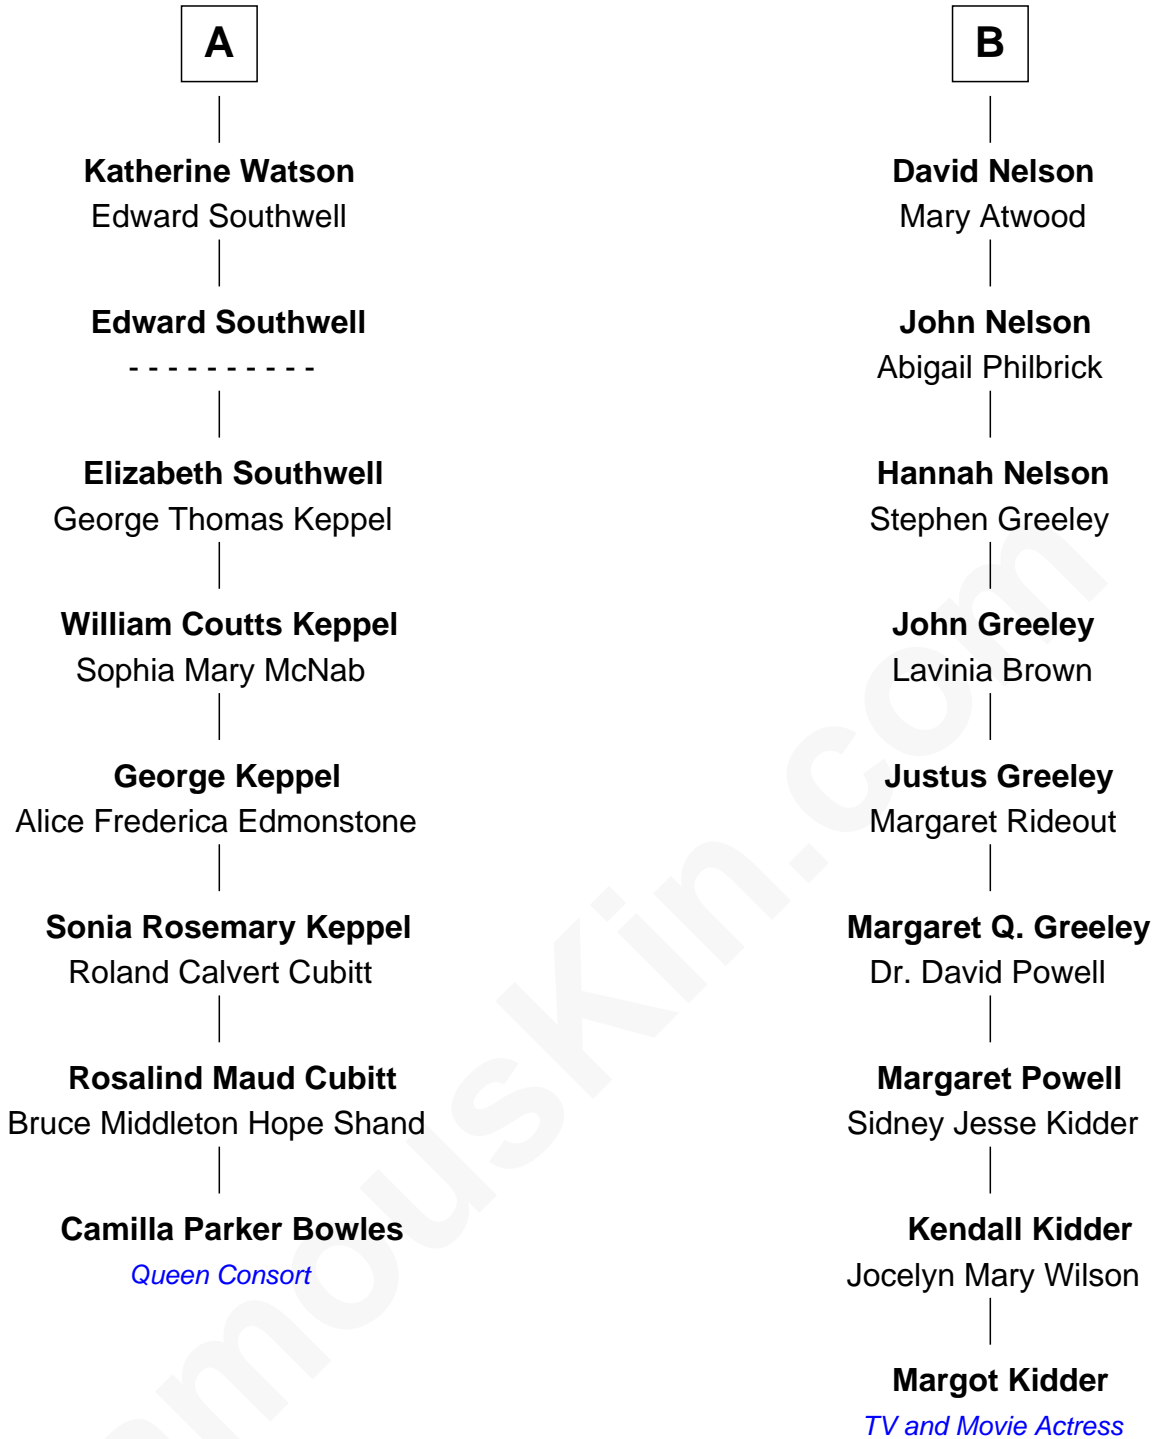 A
Katherine Watson
Edward Southwell
Edward Southwell
- - - - - - - - - -
Elizabeth Southwell
George Thomas Keppel
William Coutts Keppel
Sophia Mary McNab
George Keppel
Alice Frederica Edmonstone
Sonia Rosemary Keppel
Roland Calvert Cubitt
Rosalind Maud Cubitt
Bruce Middleton Hope Shand
Camilla Parker Bowles
Queen Consort
B
David Nelson
Mary Atwood
John Nelson
Abigail Philbrick
Hannah Nelson
Stephen Greeley
John Greeley
Lavinia Brown
Justus Greeley
Margaret Rideout
Margaret Q. Greeley
Dr. David Powell
Margaret Powell
Sidney Jesse Kidder
Kendall Kidder
Jocelyn Mary Wilson
Margot Kidder
TV and Movie Actress
amousKin.com